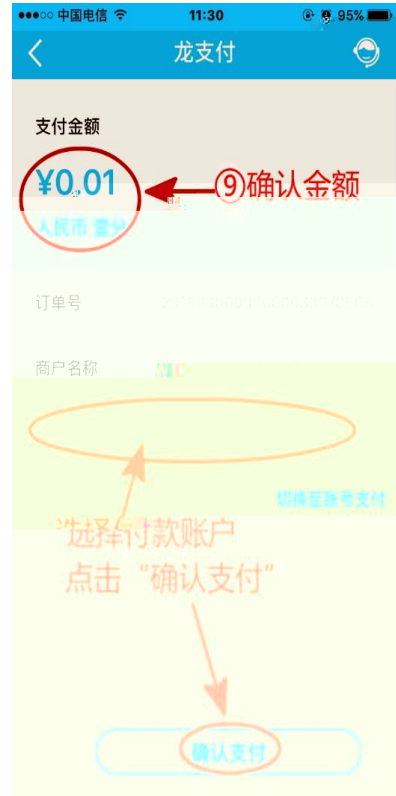 中国电信 11:30 95%
龙支付
支付金额
¥0.01
⑨确认金额
人民币 壹分
订单号
商户名称
切换至账号支付
选择付款账户
点击“确认支付”
确认支付